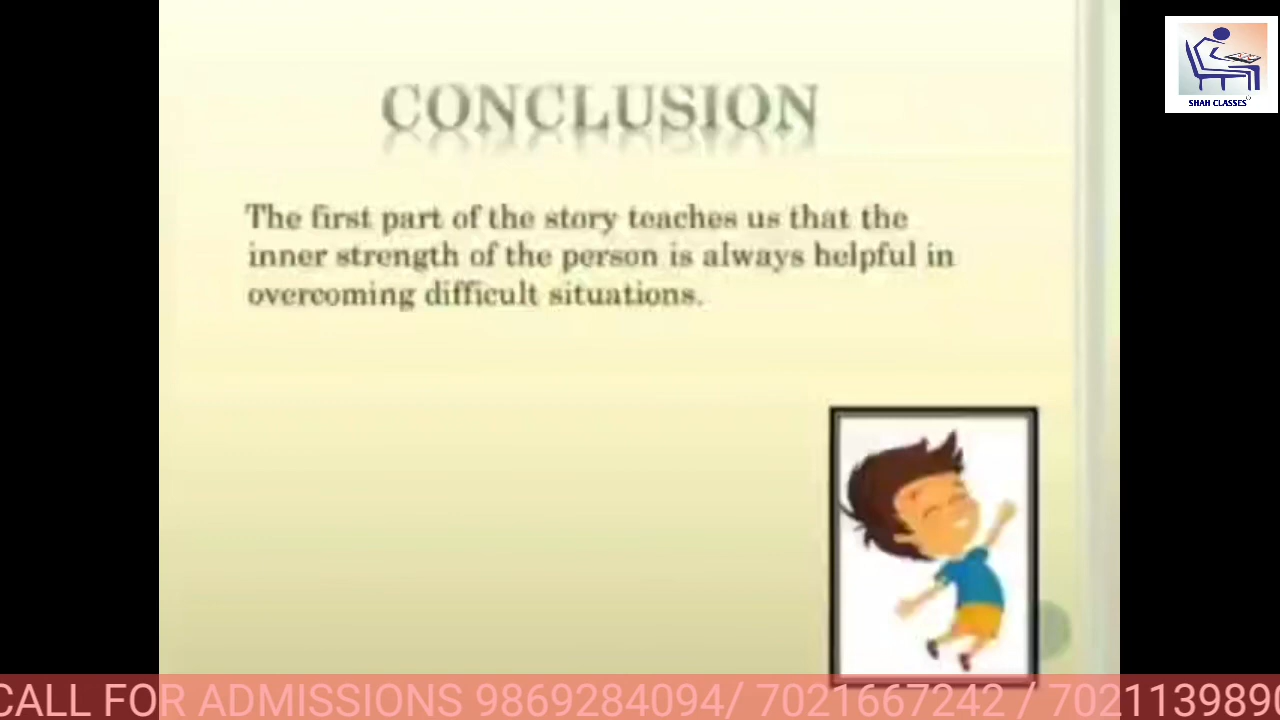 CONCLUSION
The first part of the story teaches us that the
inner strength of the person is always helpful in
overcoming difficult situations.
SHAH CLASSES
CALL FOR ADMISSIONS 9869284094/ 7021667242 / 7021139890